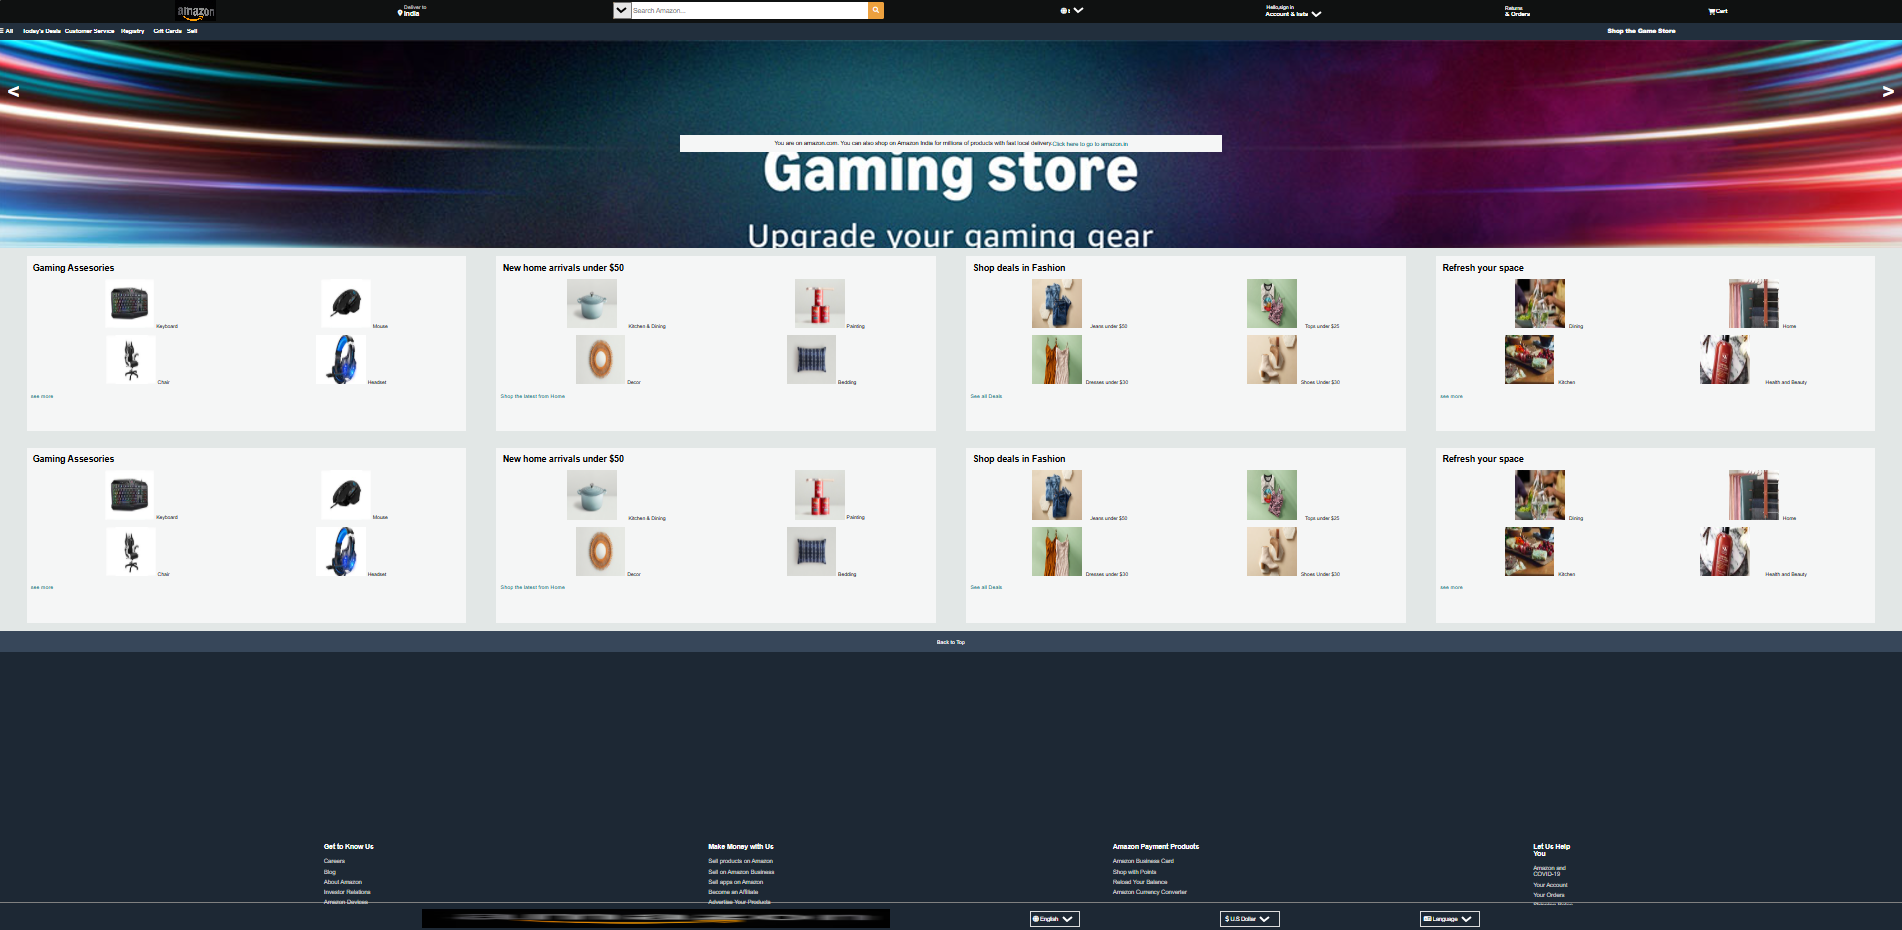 amazon
Deliver to
India
Search Amazon...
Hello,sign in
Account & lists
Returns
& Orders
Cart
All Today's Deals Customer Service Registry Gift Cards Sell
Shop the Game Store
< >
You are on amazon.com. You can also shop on Amazon India for millions of products with fast local delivery.Click here to go to amazon.in
Gaming store
Upgrade your gaming gear
Gaming Assesories
Keyboard
Mouse
Chair
Headset
see more
New home arrivals under $50
Kitchen & Dining
Painting
Decor
Bedding
Shop the latest from Home
Shop deals in Fashion
Jeans under $50
Tops under $25
Dresses under $30
Shoes Under $30
See all Deals
Refresh your space
Dining
Home
Kitchen
Health and Beauty
see more
Gaming Assesories
Keyboard
Mouse
Chair
Headset
see more
New home arrivals under $50
Kitchen & Dining
Painting
Decor
Bedding
Shop the latest from Home
Shop deals in Fashion
Jeans under $50
Tops under $25
Dresses under $30
Shoes Under $30
See all Deals
Refresh your space
Dining
Home
Kitchen
Health and Beauty
see more
Back to Top
Get to Know Us
Careers
Blog
About Amazon
Investor Relations
Amazon Devices
Make Money with Us
Sell products on Amazon
Sell on Amazon Business
Sell apps on Amazon
Become an Affiliate
Advertise Your Products
Amazon Payment Products
Amazon Business Card
Shop with Points
Reload Your Balance
Amazon Currency Converter
Let Us Help
You
Amazon and
COVID-19
Your Account
Your Orders
amazon
English
$ U.S Dollar
Language